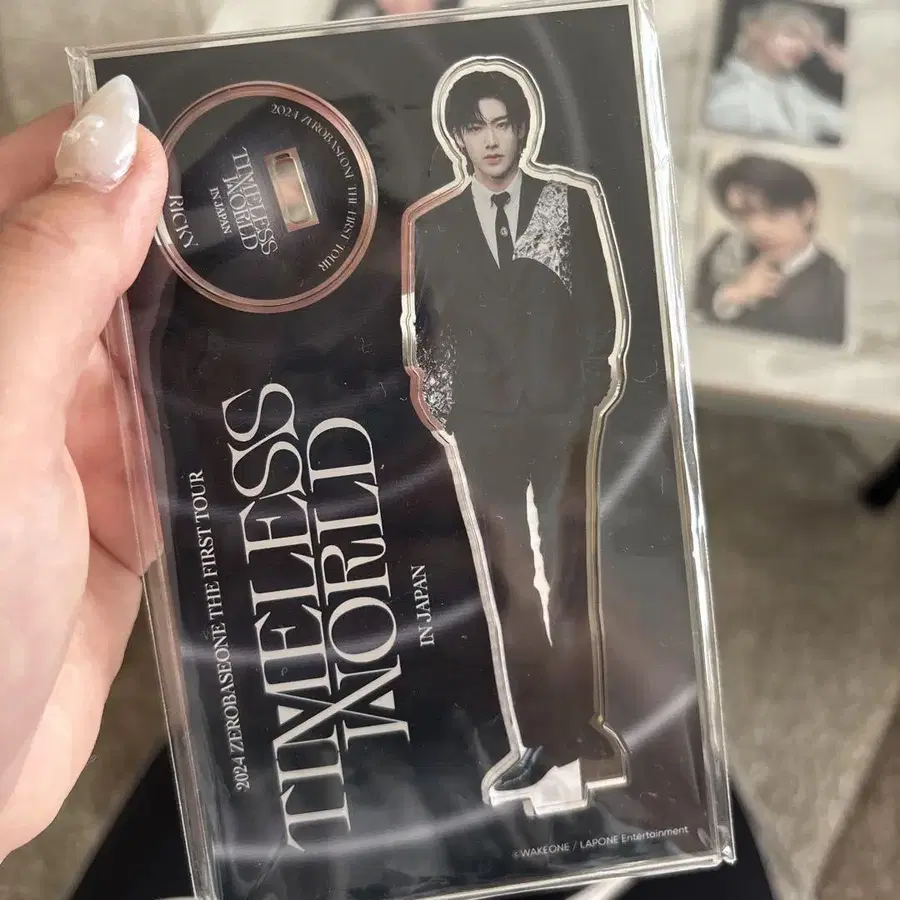 2024 ZEROBASEONE THE FIRST TOUR
TIMELESS
WORLD
IN JAPAN
RICKY
2024 ZEROBASEONE THE FIRST TOUR
TIMELESS
WORLD
IN JAPAN
©WAKEONE / LAPONE Entertainment